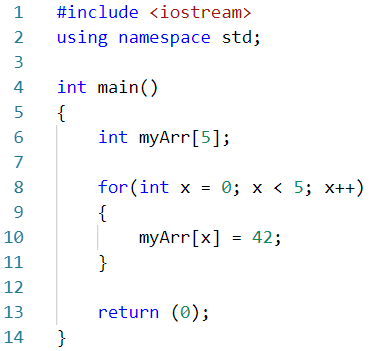 1 #include <iostream>
2 using namespace std;
3
4 int main()
5 {
6     int myArr[5];
7
8     for(int x = 0; x < 5; x++)
9     {
10         myArr[x] = 42;
11     }
12
13     return (0);
14 }